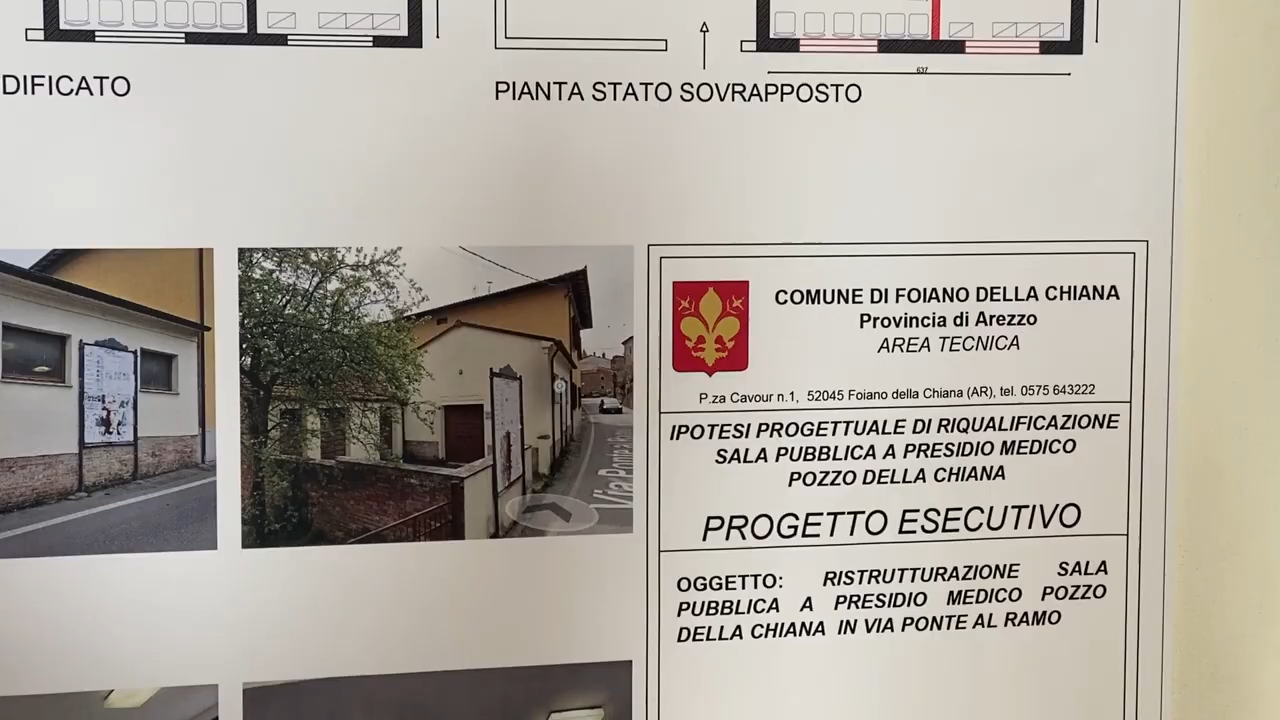 DIFICATO
PIANTA STATO SOVRAPPOSTO
637
COMUNE DI FOIANO DELLA CHIANA
Provincia di Arezzo
AREA TECNICA
P.za Cavour n.1, 52045 Foiano della Chiana (AR), tel. 0575 643222
IPOTESI PROGETTUALE DI RIQUALIFICAZIONE
SALA PUBBLICA A PRESIDIO MEDICO
POZZO DELLA CHIANA
PROGETTO ESECUTIVO
OGGETTO: RISTRUTTURAZIONE SALA
PUBBLICA A PRESIDIO MEDICO POZZO
DELLA CHIANA IN VIA PONTE AL RAMO